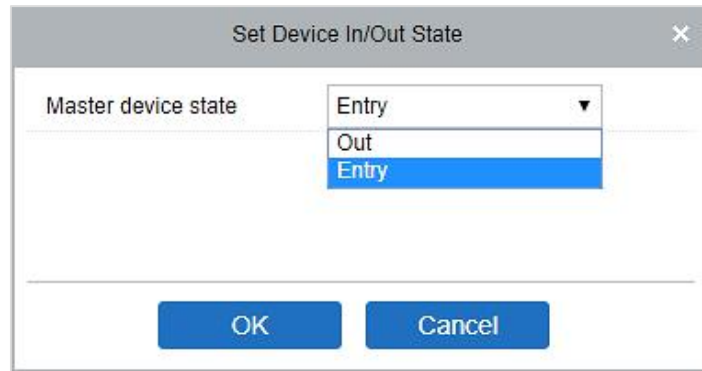 Set Device In/Out State
Master device state Entry
Out
Entry
OK Cancel